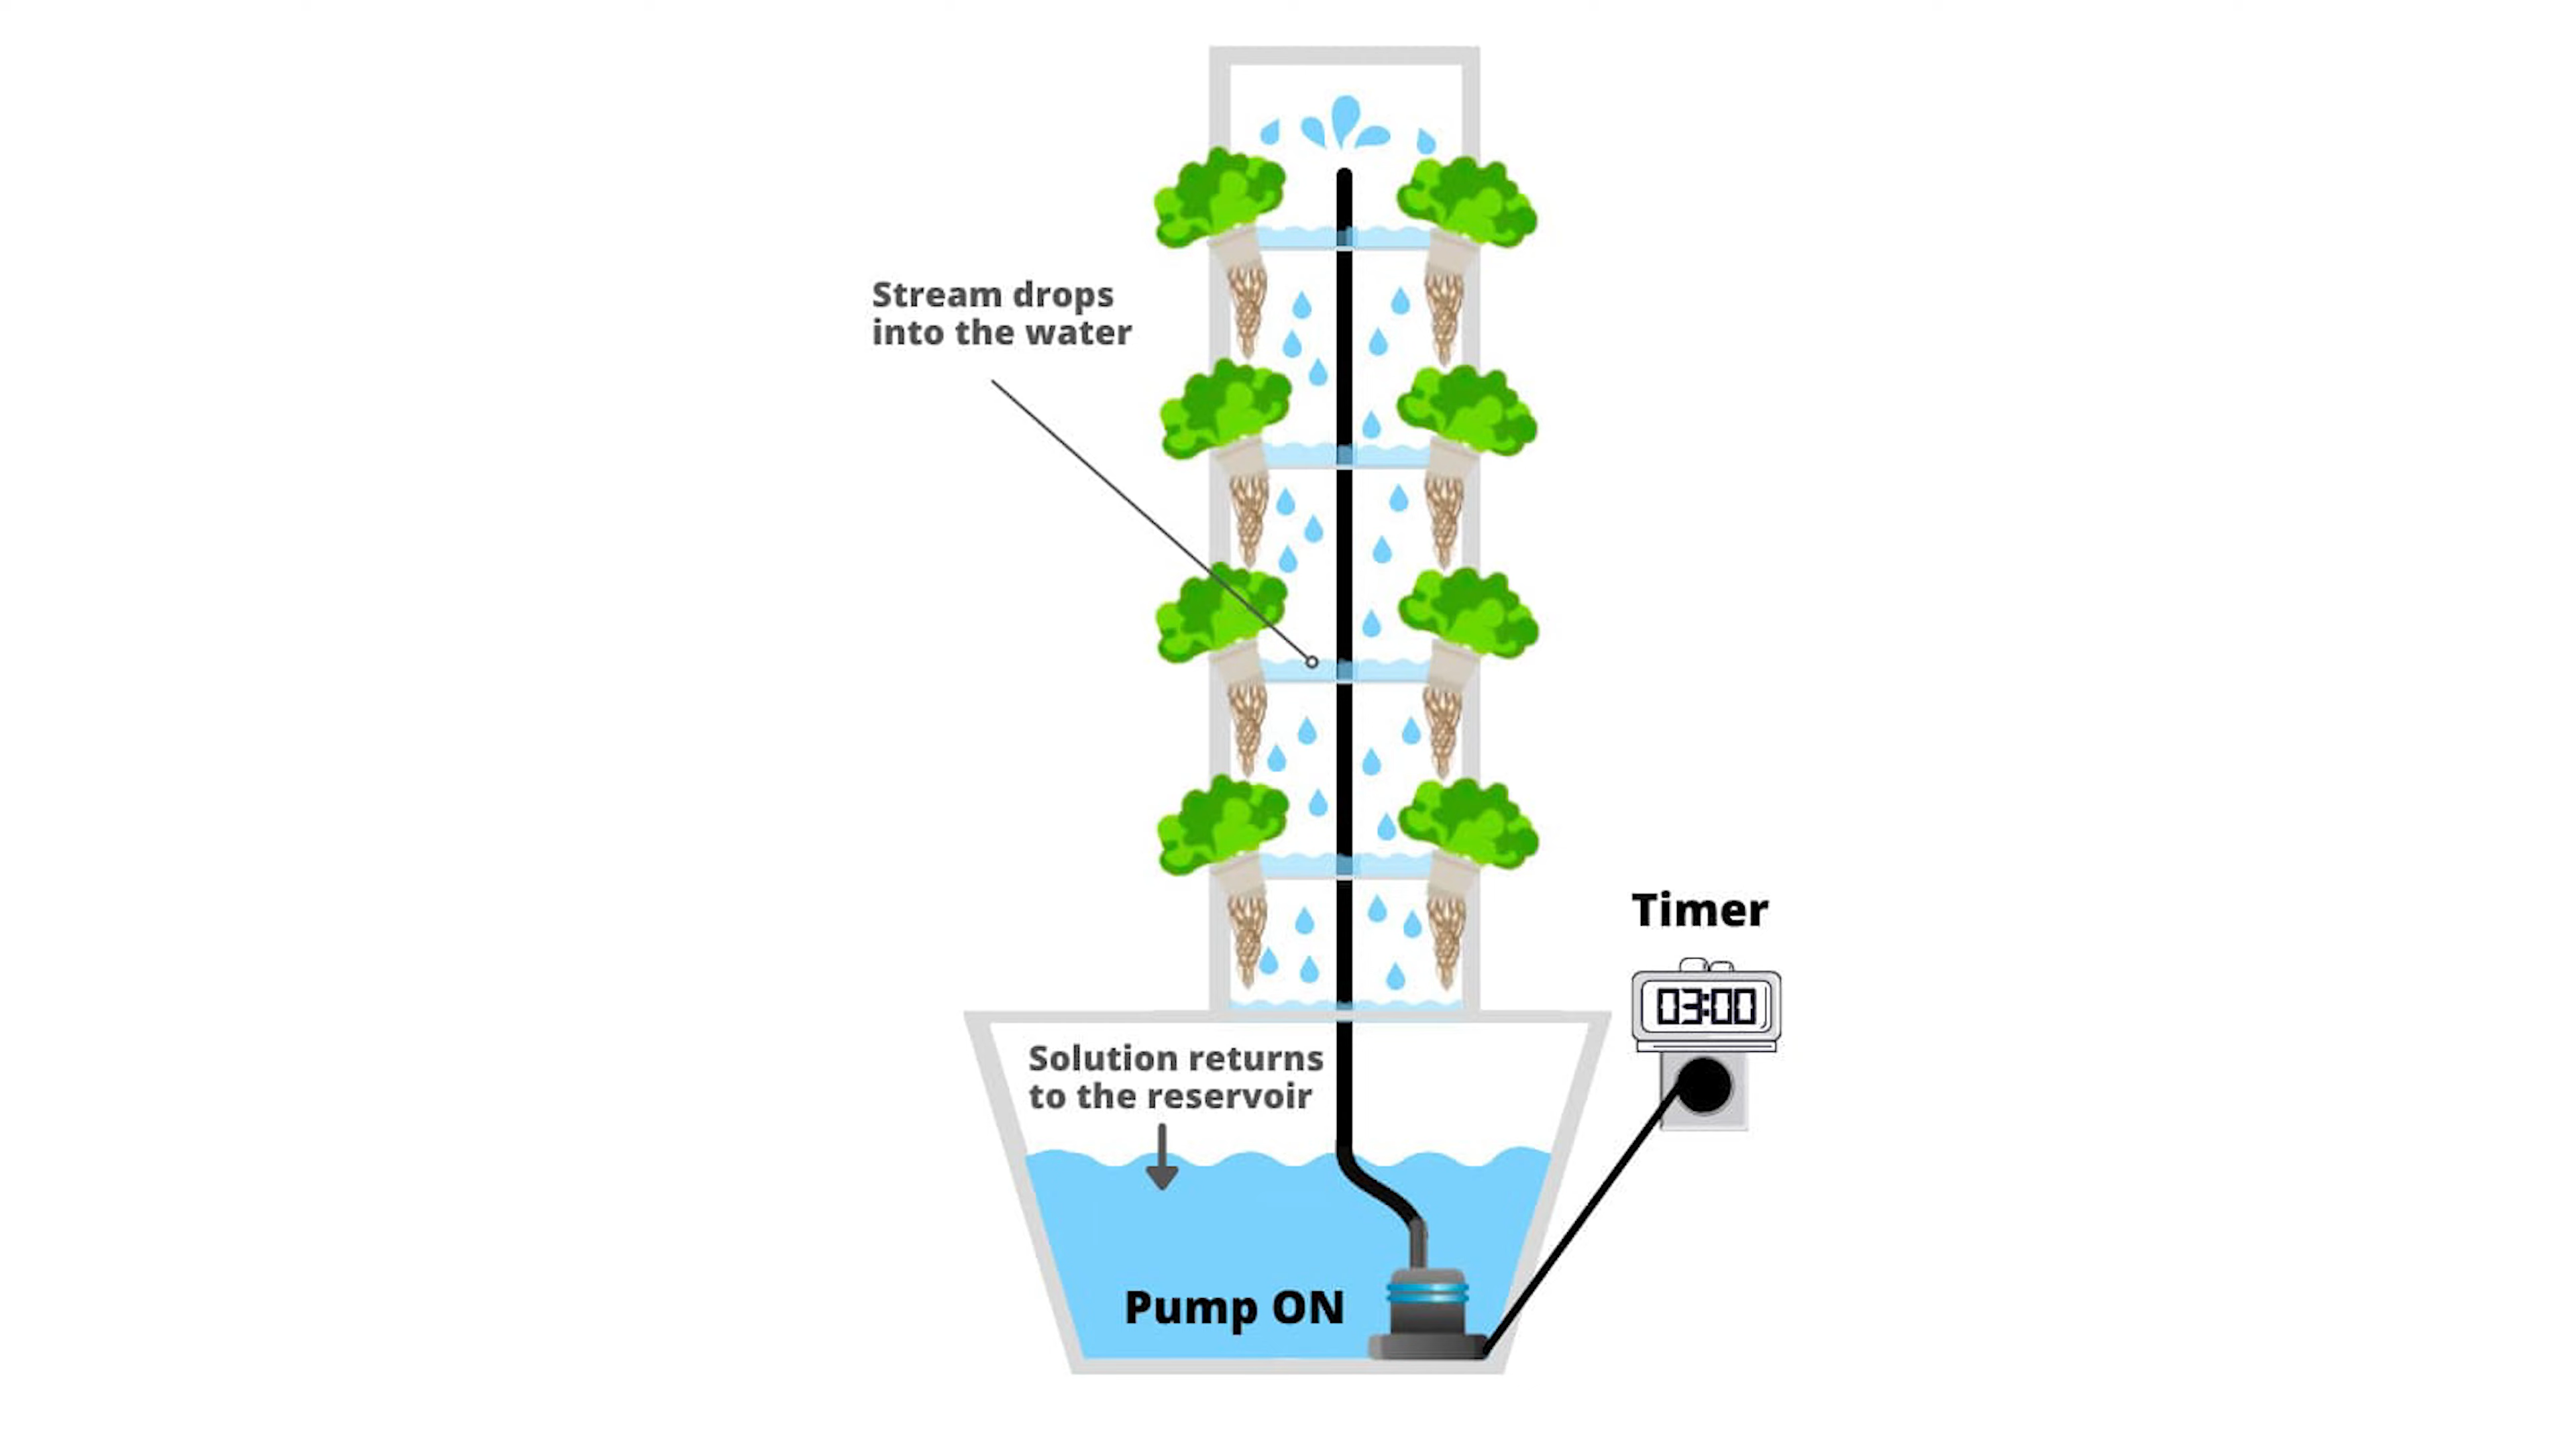 Stream drops
into the water
Timer
03:00
Solution returns
to the reservoir
Pump ON